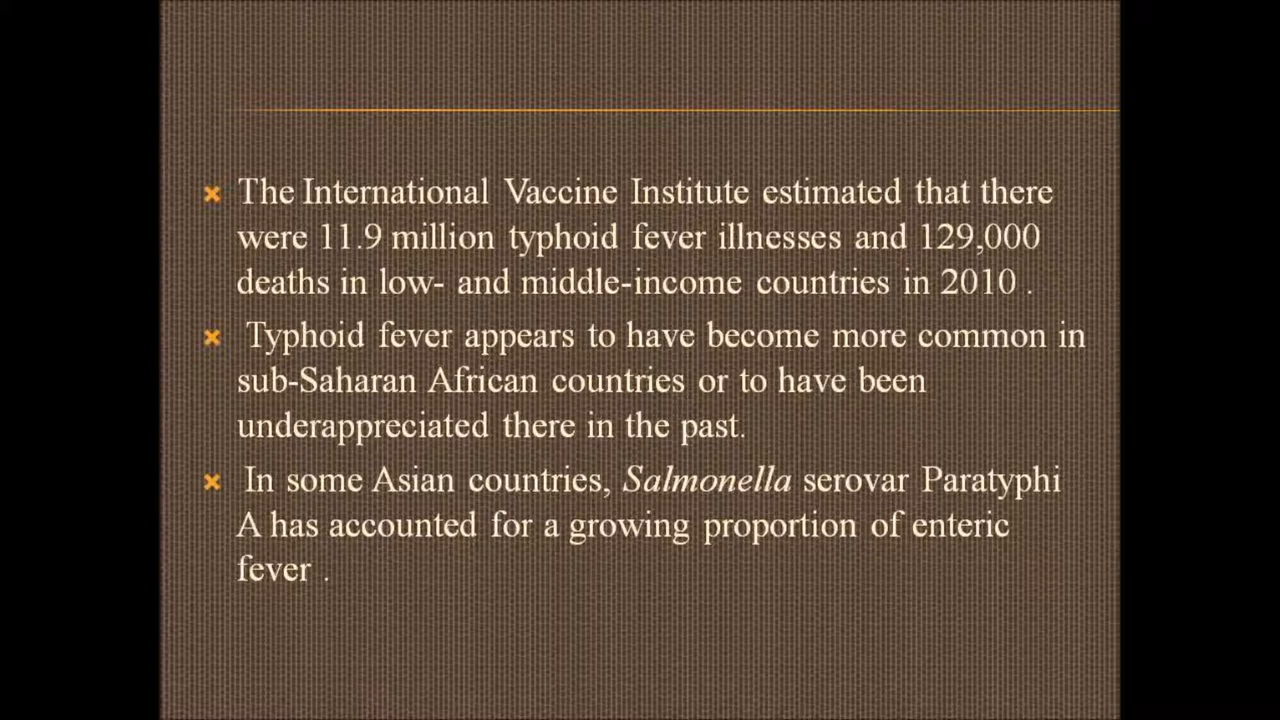 The International Vaccine Institute estimated that there
were 11.9 million typhoid fever illnesses and 129,000
deaths in low- and middle-income countries in 2010 .
Typhoid fever appears to have become more common in
sub-Saharan African countries or to have been
underappreciated there in the past.
In some Asian countries, Salmonella serovar Paratyphi
A has accounted for a growing proportion of enteric
fever .